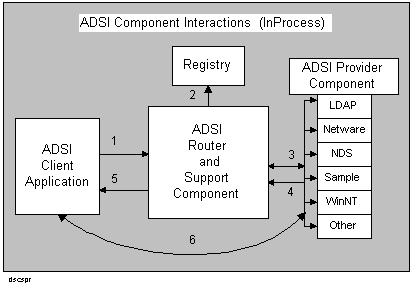 ADSI Component Interactions (InProcess)
Registry
ADSI Provider
Component
2
LDAP
Netware
NDS
Sample
WinNT
Other
ADSI
Client
Application
1
5
ADSI
Router
and
Support
Component
3
4
6
dscspr